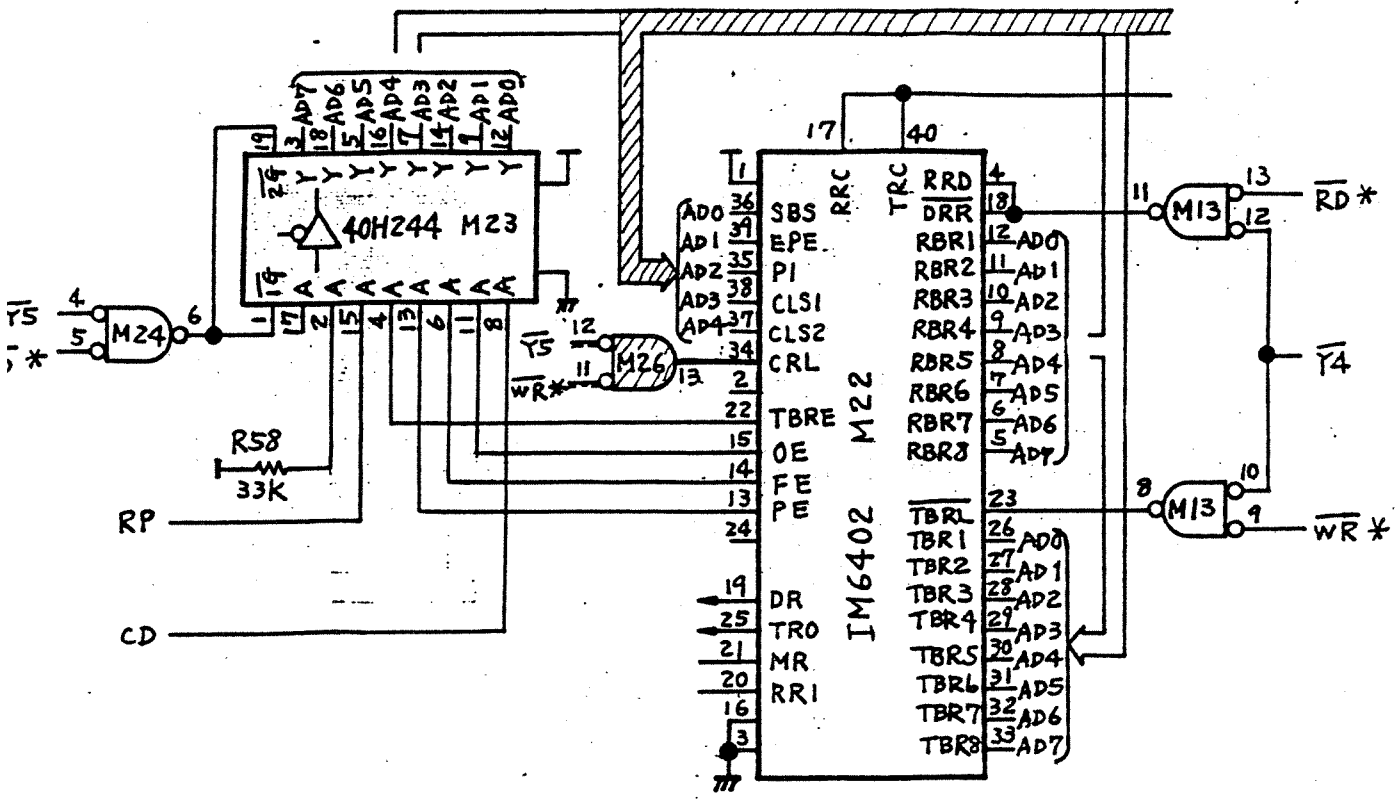 17
40
AD7 AD6 AD5 AD4 AD3 AD2 AD1 AD0
19 3 18 5 16 7 14 9 12
2G Y Y Y Y Y Y Y Y
40H244 M23
1G A A A A A A A A
1 17 2 15 4 13 6 11 8
Y5 4
M24 6
* 5
R58
33K
RP
CD
RRC TRC
IM6402 M22
1
AD0 36 SBS
AD1 39 EPE
AD2 35 PI
AD3 38 CLS1
AD4 37 CLS2
34 CRL
Y5 12
M26 13
WR* 11
2
22 TBRE
15 OE
14 FE
13 PE
24
19 DR
25 TRO
21 MR
20 RRI
16
3
RRD 4
DRR 18
RBR1 12 AD0
RBR2 11 AD1
RBR3 10 AD2
RBR4 9 AD3
RBR5 8 AD4
RBR6 7 AD5
RBR7 6 AD6
RBR8 5 AD7
TBRL 23
TBR1 26 AD0
TBR2 27 AD1
TBR3 28 AD2
TBR4 29 AD3
TBR5 30 AD4
TBR6 31 AD5
TBR7 32 AD6
TBR8 33 AD7
11 M13 13 RD*
12
Y4
10
8 M13 9 WR*